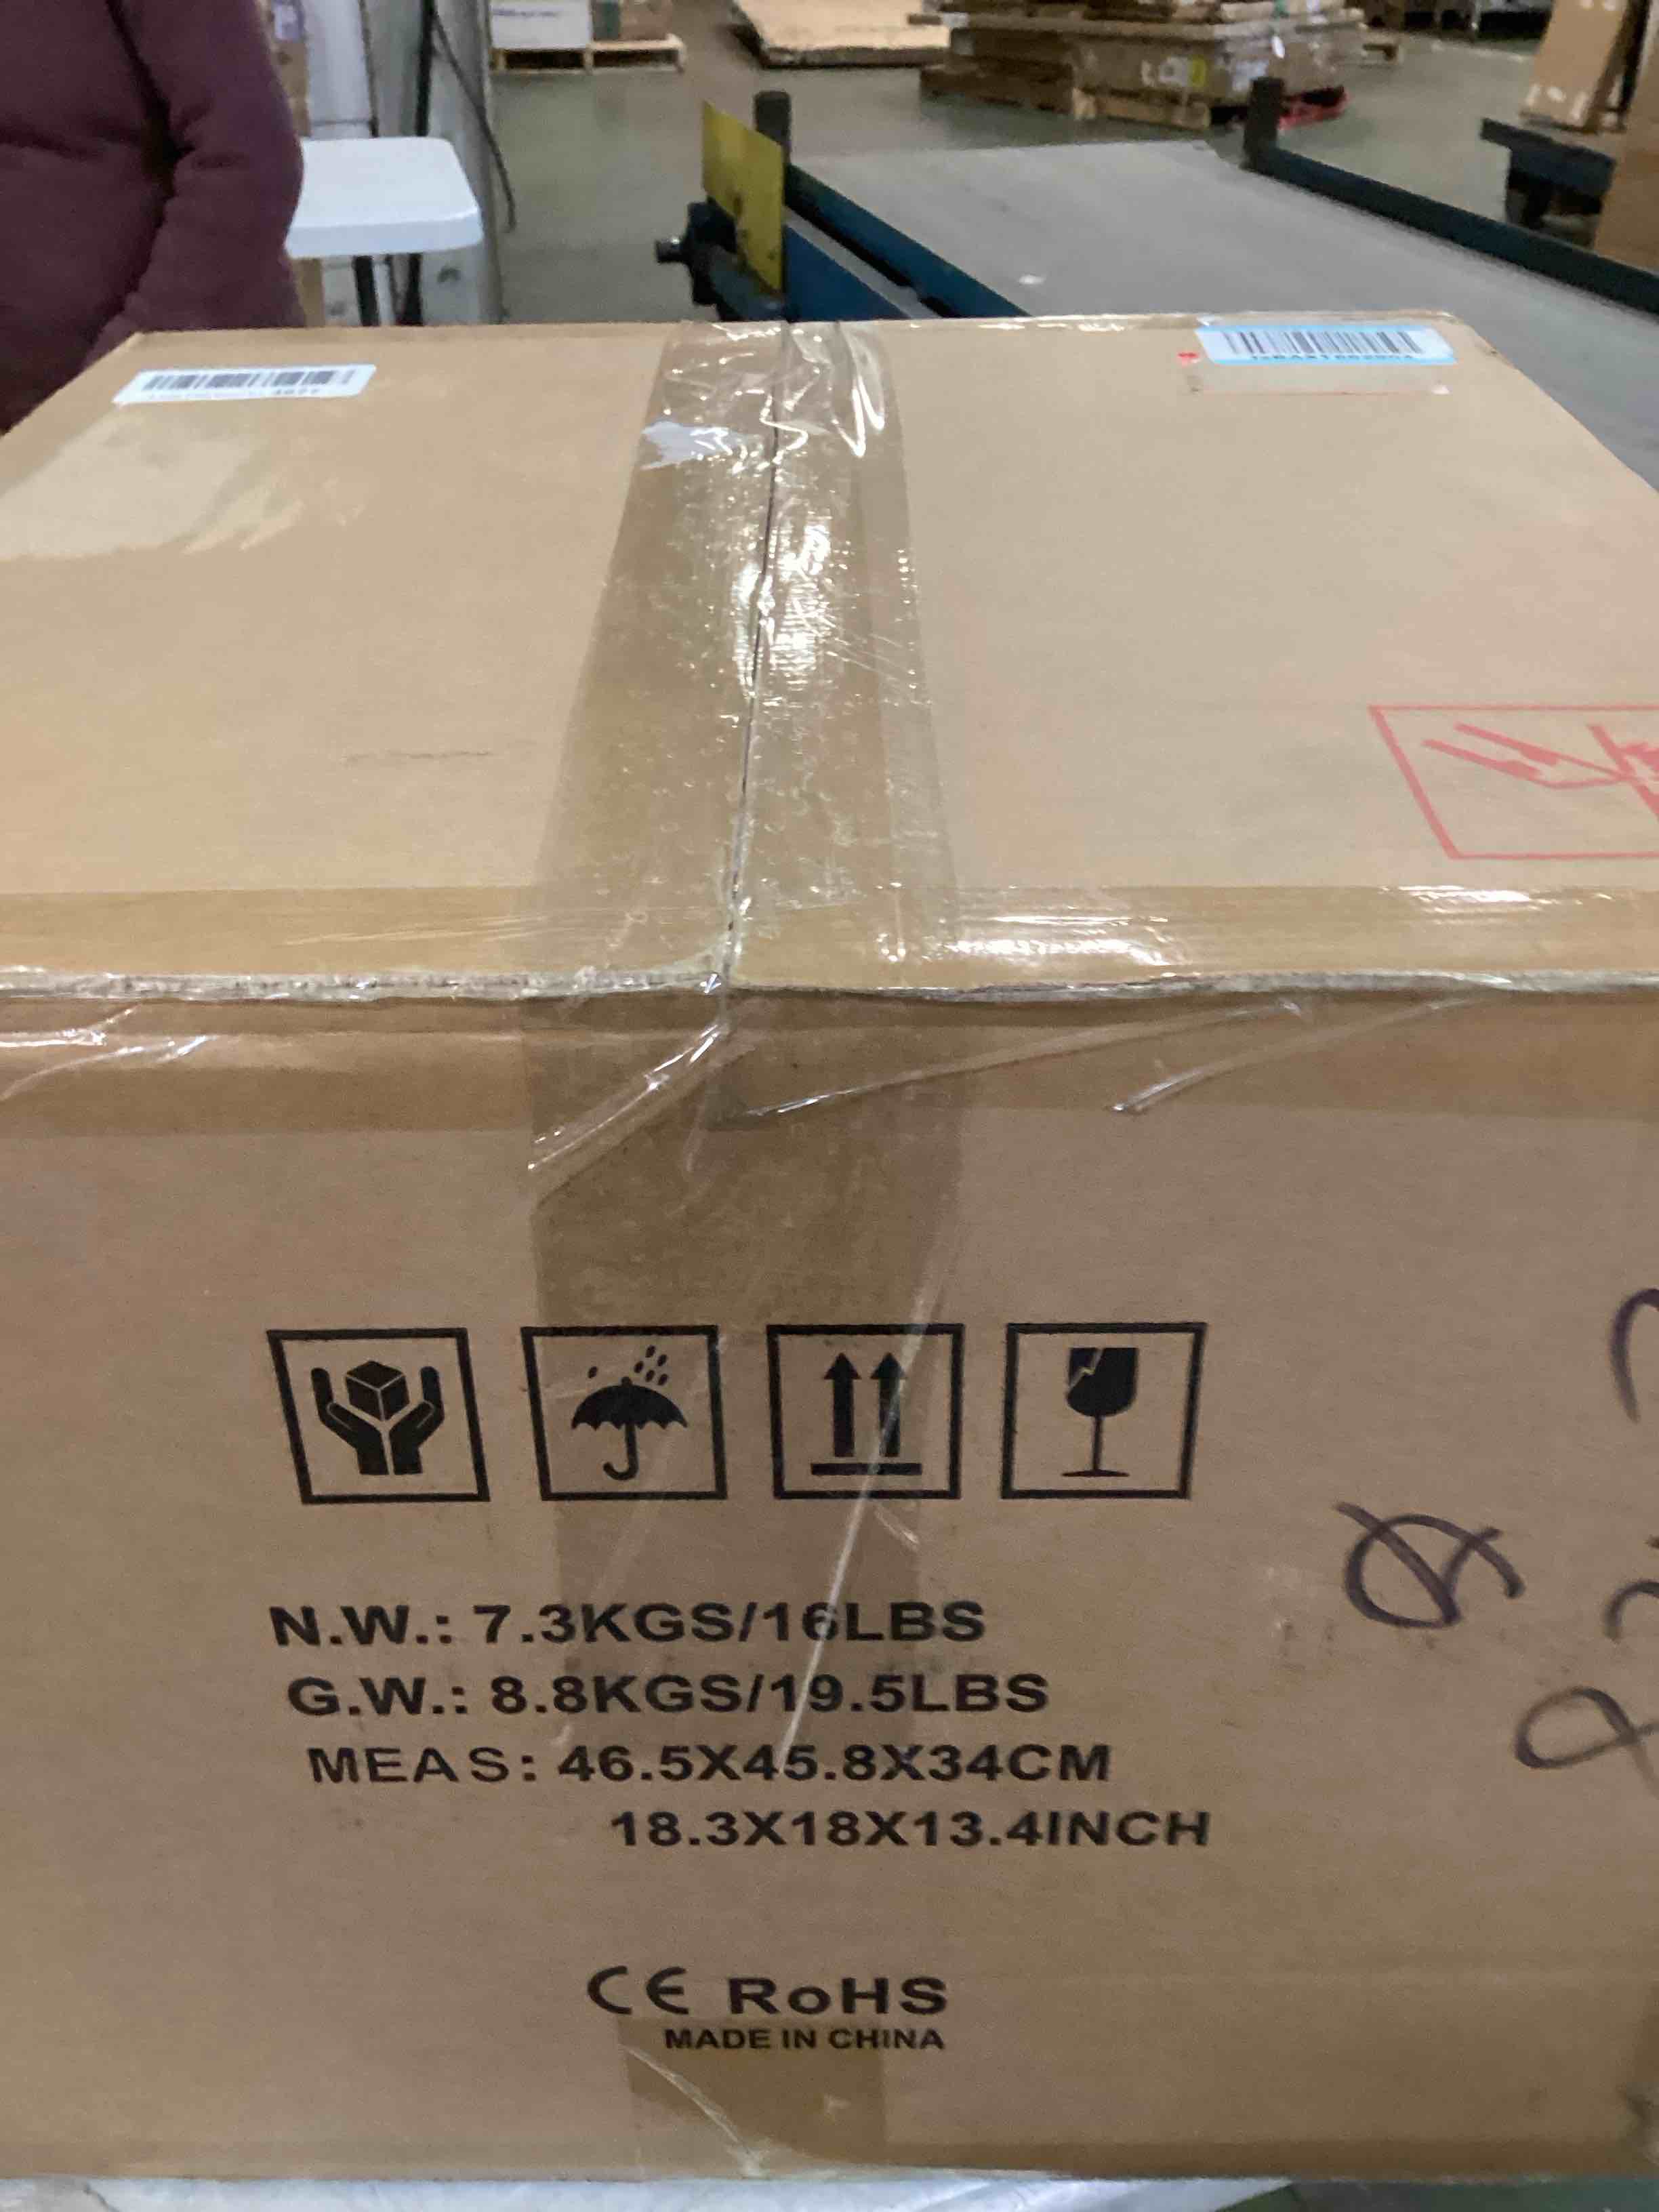 N.W.: 7.3KGS/16LBS
G.W.: 8.8KGS/19.5LBS
MEAS: 46.5X45.8X34CM
18.3X18X13.4INCH
CE RoHS
MADE IN CHINA